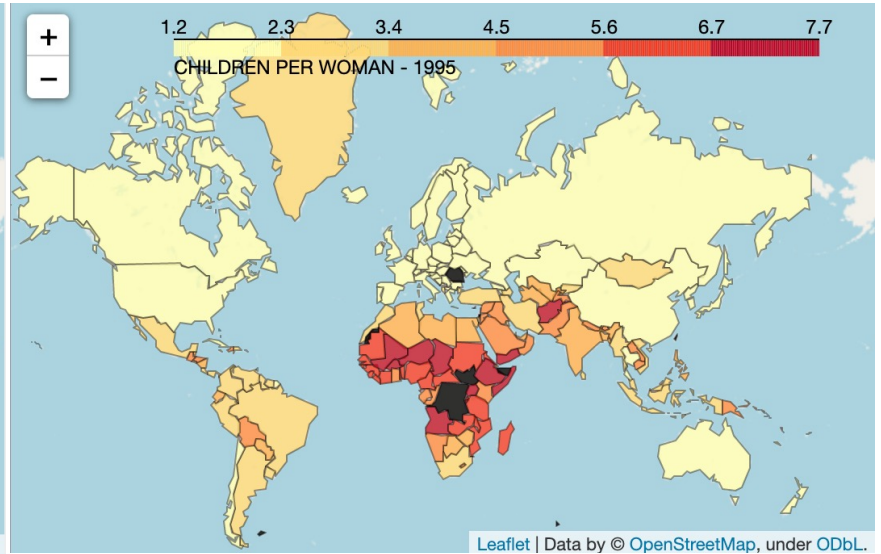 +
−
1.2 2.3 3.4 4.5 5.6 6.7 7.7
CHILDREN PER WOMAN - 1995
Leaflet | Data by © OpenStreetMap, under ODbL.